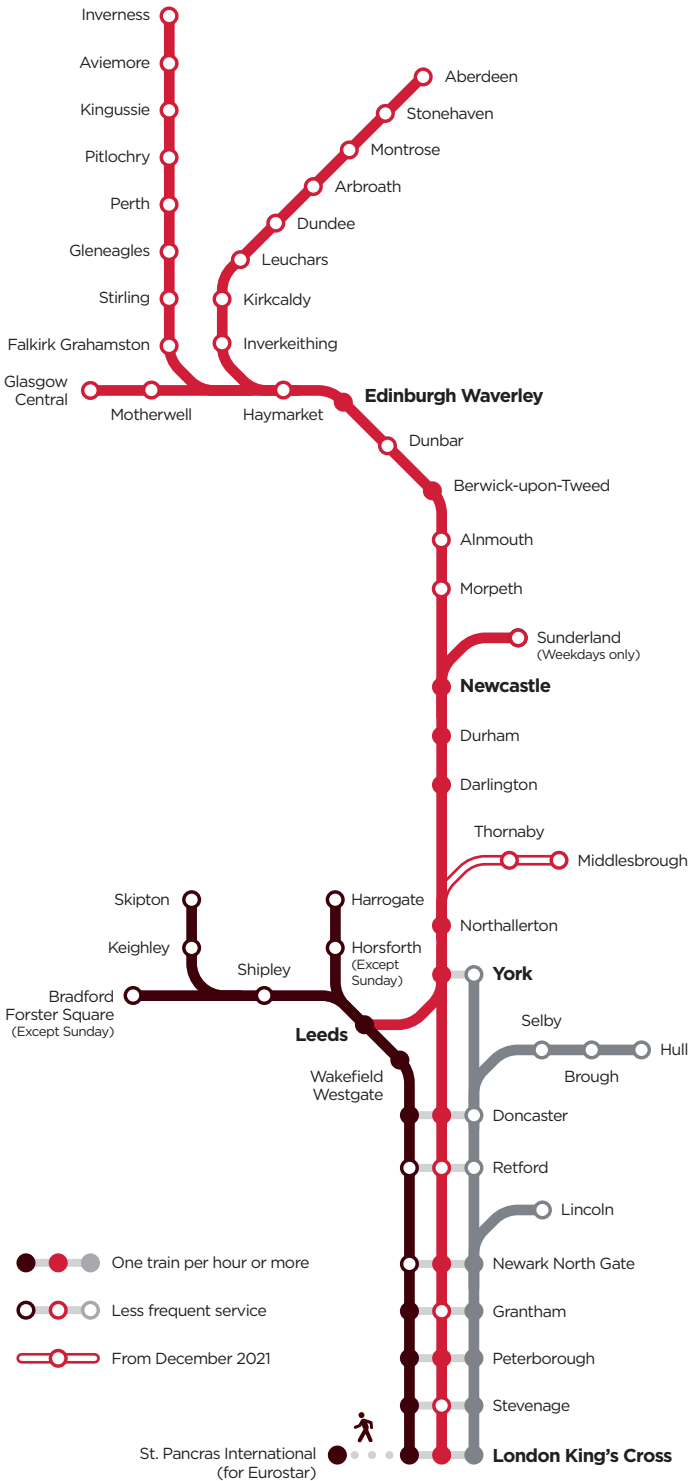 Inverness
Aviemore
Kingussie
Pitlochry
Perth
Gleneagles
Stirling
Falkirk Grahamston
Glasgow
Central
Motherwell
Aberdeen
Stonehaven
Montrose
Arbroath
Dundee
Leuchars
Kirkcaldy
Inverkeithing
Haymarket
Edinburgh Waverley
Dunbar
Berwick-upon-Tweed
Alnmouth
Morpeth
Sunderland
(Weekdays only)
Newcastle
Durham
Darlington
Thornaby
Middlesbrough
Northallerton
York
Skipton
Keighley
Shipley
Bradford
Forster Square
(Except Sunday)
Harrogate
Horsforth
(Except
Sunday)
Leeds
Wakefield
Westgate
Selby
Brough
Hull
Doncaster
Retford
Lincoln
Newark North Gate
Grantham
Peterborough
Stevenage
London King's Cross
St. Pancras International
(for Eurostar)
One train per hour or more
Less frequent service
From December 2021